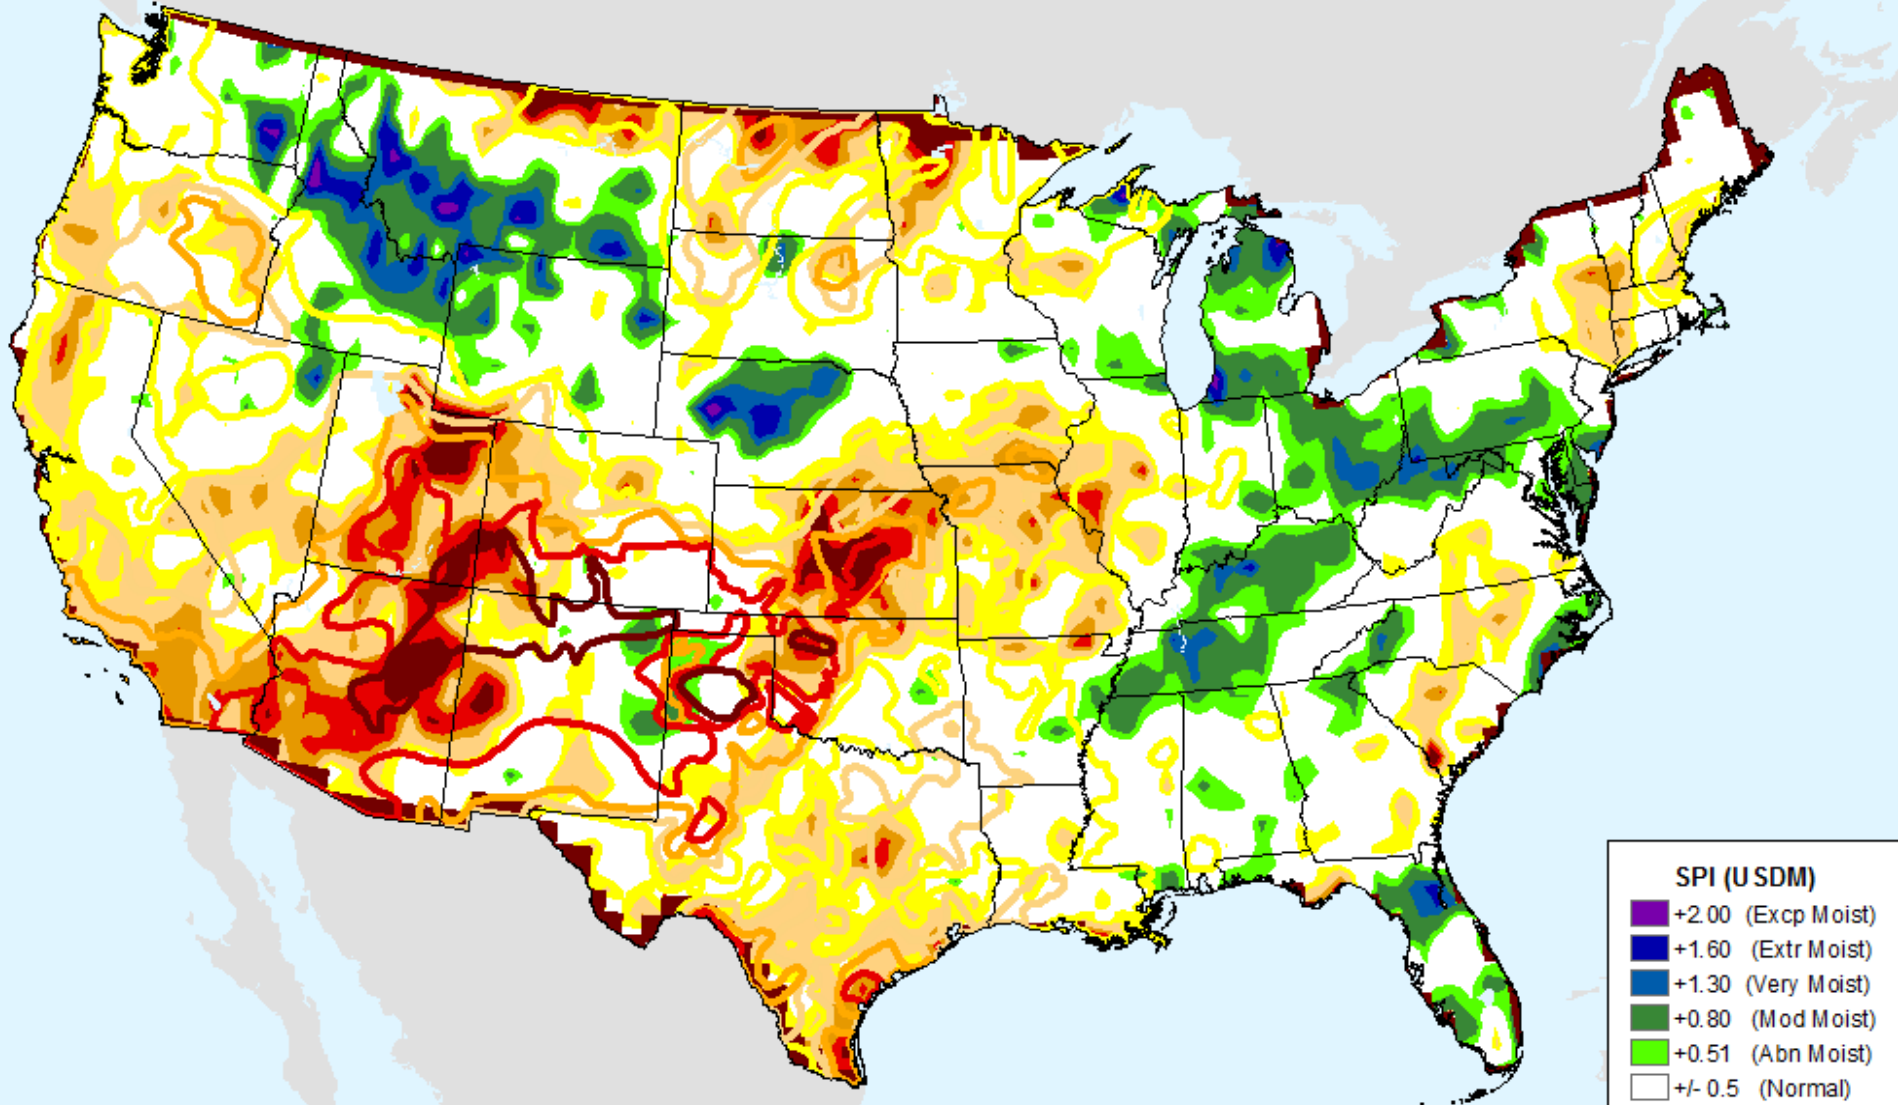 SPI (USDM)
+2.00 (Excp Moist)
+1.60 (Extr Moist)
+1.30 (Very Moist)
+0.80 (Mod Moist)
+0.51 (Abn Moist)
+/- 0.5 (Normal)